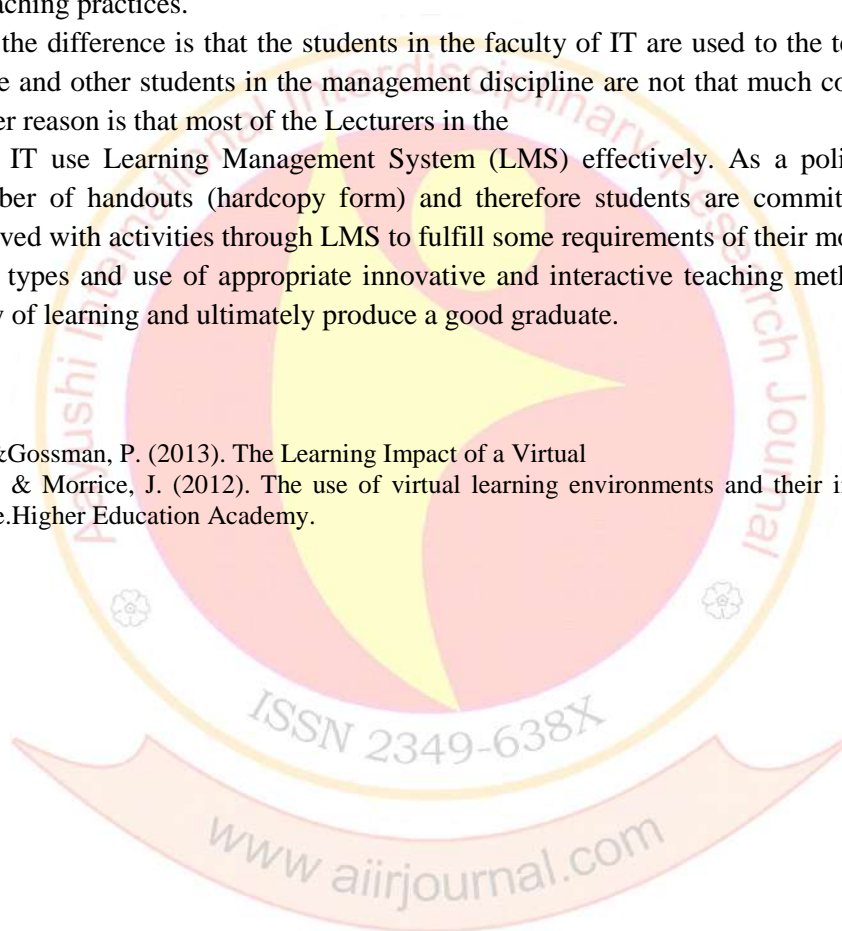 aching practices.
the difference is that the students in the faculty of IT are used to the te
e and other students in the management discipline are not that much co
er reason is that most of the Lecturers in the
IT use Learning Management System (LMS) effectively. As a poli
ber of handouts (hardcopy form) and therefore students are commit
ved with activities through LMS to fulfill some requirements of their mo
types and use of appropriate innovative and interactive teaching meth
y of learning and ultimately produce a good graduate.
&Gossman, P. (2013). The Learning Impact of a Virtual
& Morrice, J. (2012). The use of virtual learning environments and their i
e.Higher Education Academy.
Aayushi International Interdisciplinary Research Journal
ISSN 2349-638X
www aiirjournal.com